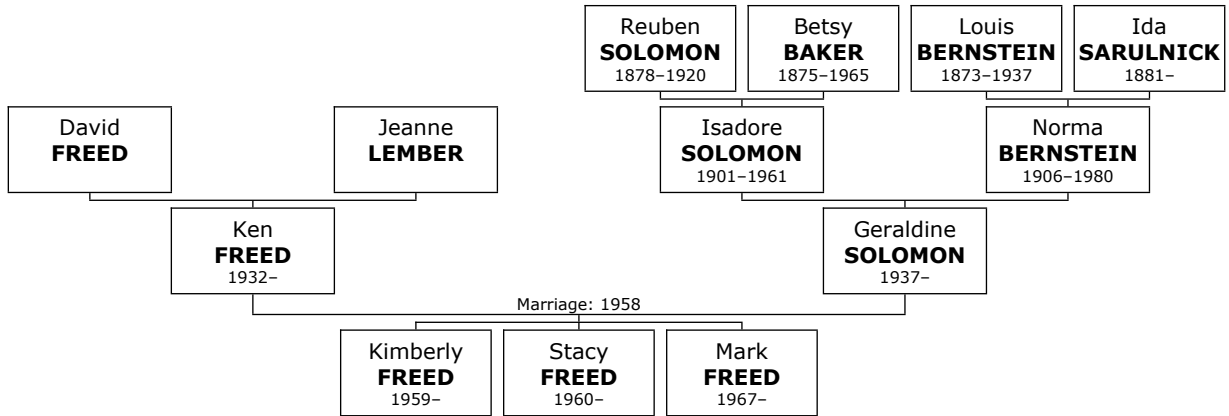 Reuben
SOLOMON
1878–1920
Betsy
BAKER
1875–1965
Louis
BERNSTEIN
1873–1937
Ida
SARULNICK
1881–
David
FREED
Jeanne
LEMBER
Isadore
SOLOMON
1901–1961
Norma
BERNSTEIN
1906–1980
Ken
FREED
1932–
Geraldine
SOLOMON
1937–
Marriage: 1958
Kimberly
FREED
1959–
Stacy
FREED
1960–
Mark
FREED
1967–